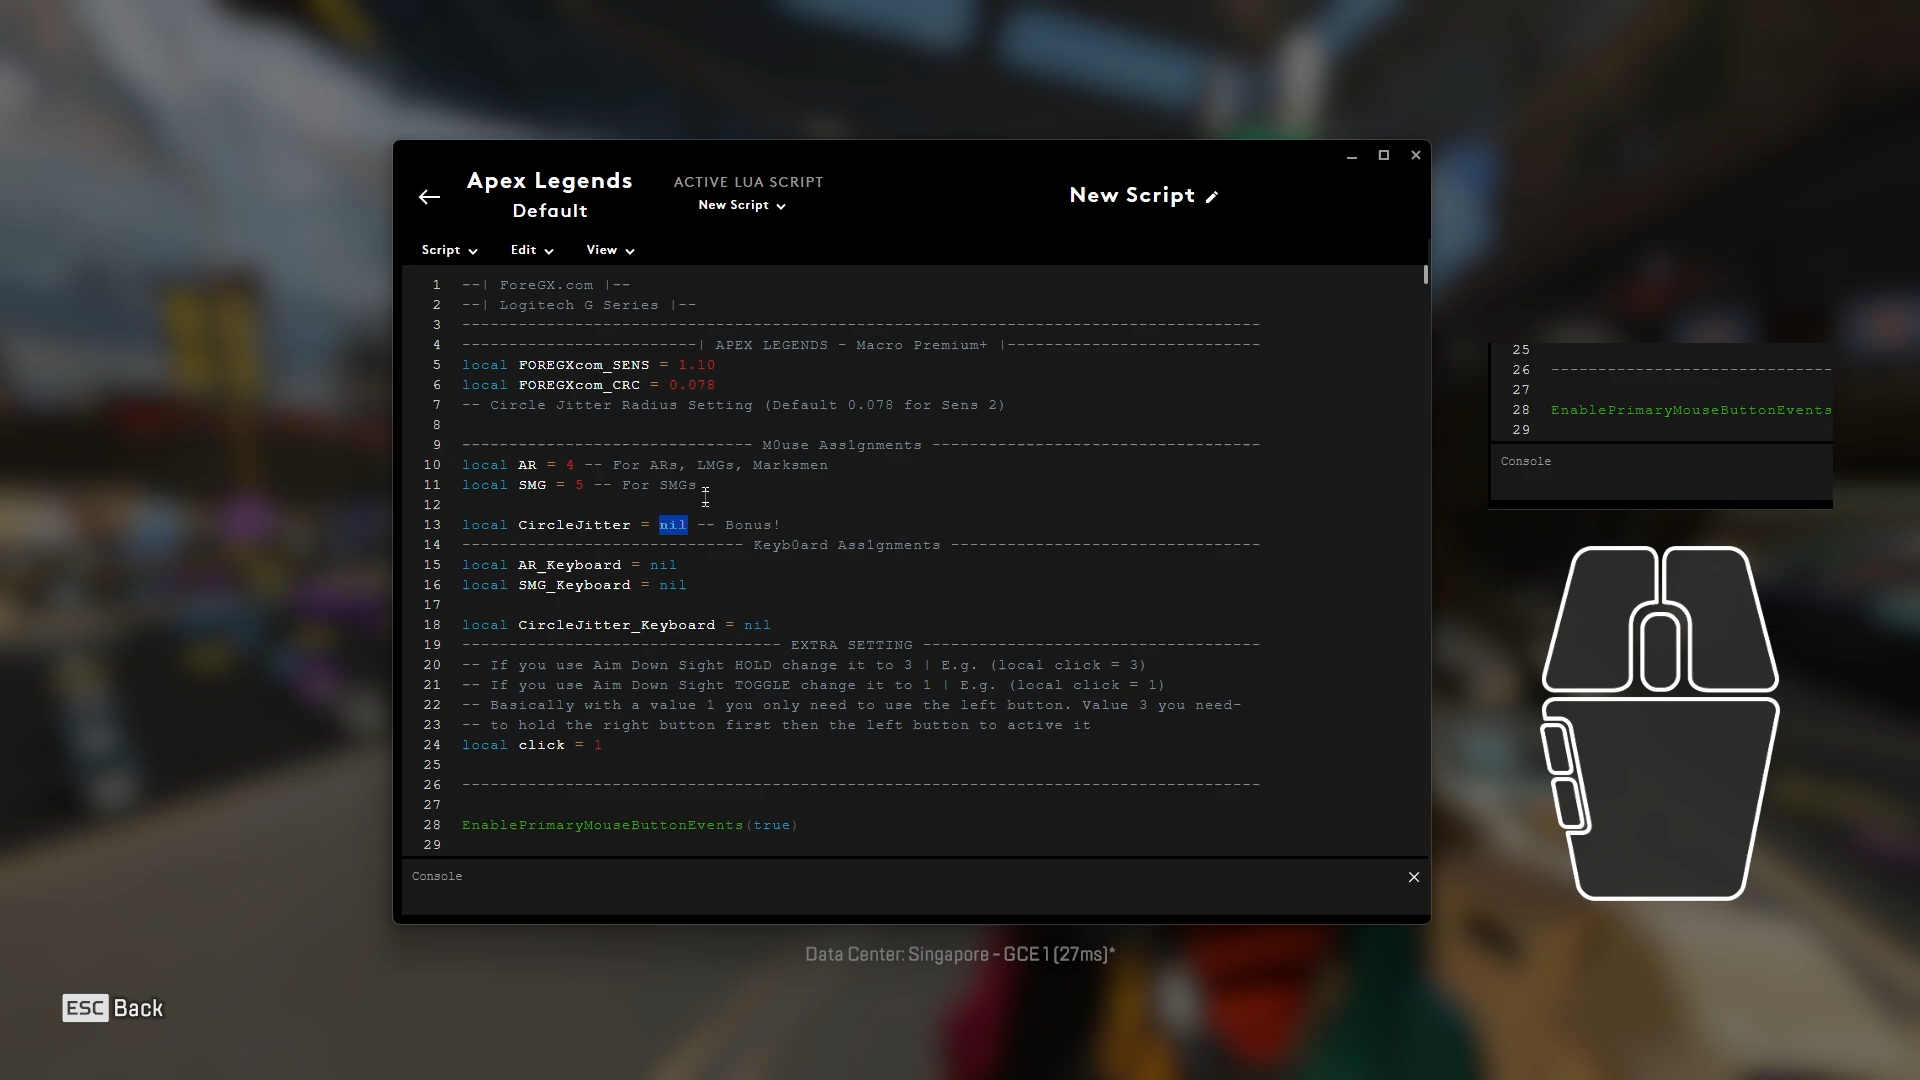 Apex Legends
Default
ACTIVE LUA SCRIPT
New Script
New Script
Script
Edit
View
1 --| ForeGX.com |--
2 --| Logitech G Series |--
3 -------------------------------------------------------------------------------------
4 -------------------------| APEX LEGENDS - Macro Premium+ |---------------------------
5 local FOREGXcom_SENS = 1.10
6 local FOREGXcom_CRC = 0.078
7 -- Circle Jitter Radius Setting (Default 0.078 for Sens 2)
8
9 ------------------------------- M0use Ass1gnments -----------------------------------
10 local AR = 4 -- For ARs, LMGs, Marksmen
11 local SMG = 5 -- For SMGs
12
13 local CircleJitter = nil -- Bonus!
14 ------------------------------ Keyb0ard Ass1gnments ---------------------------------
15 local AR_Keyboard = nil
16 local SMG_Keyboard = nil
17
18 local CircleJitter_Keyboard = nil
19 ---------------------------------- EXTRA SETTING ------------------------------------
20 -- If you use Aim Down Sight HOLD change it to 3 | E.g. (local click = 3)
21 -- If you use Aim Down Sight TOGGLE change it to 1 | E.g. (local click = 1)
22 -- Basically with a value 1 you only need to use the left button. Value 3 you need-
23 -- to hold the right button first then the left button to active it
24 local click = 1
25
26 -------------------------------------------------------------------------------------
27
28 EnablePrimaryMouseButtonEvents(true)
29
Console
25
26 ------------------------------
27
28 EnablePrimaryMouseButtonEvents
29
Console
Data Center: Singapore - GCE1 (27ms)*
ESC Back